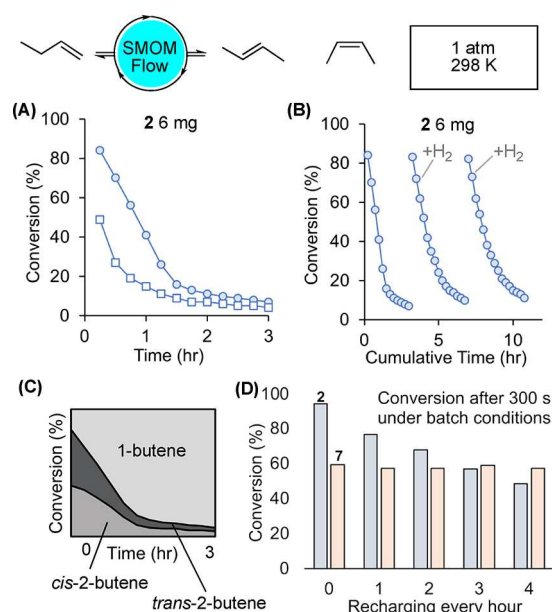 SMOM
Flow
1 atm
298 K
(A)
2 6 mg
100
80
60
40
20
0
Conversion (%)
0 1 2 3
Time (hr)
(B)
2 6 mg
+H2
+H2
100
80
60
40
20
0
Conversion (%)
0 5 10
Cumulative Time (hr)
(C)
1-butene
Conversion (%)
0 Time (hr) 3
cis-2-butene
trans-2-butene
(D)
Conversion after 300 s
under batch conditions
2
7
100
80
60
40
20
0
Conversion (%)
0 1 2 3 4
Recharging every hour